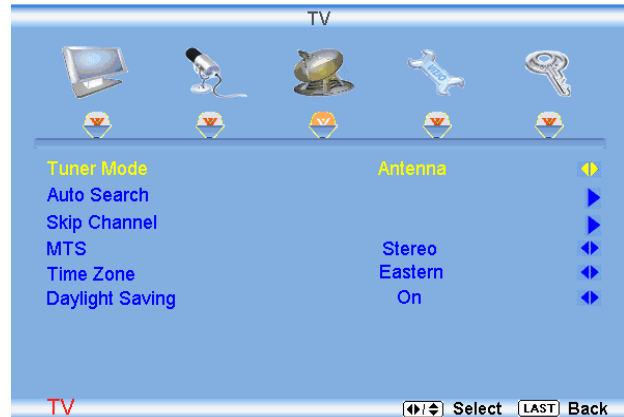 TV
Tuner Mode Antenna
Auto Search
Skip Channel
MTS Stereo
Time Zone Eastern
Daylight Saving On
TV Select LAST Back